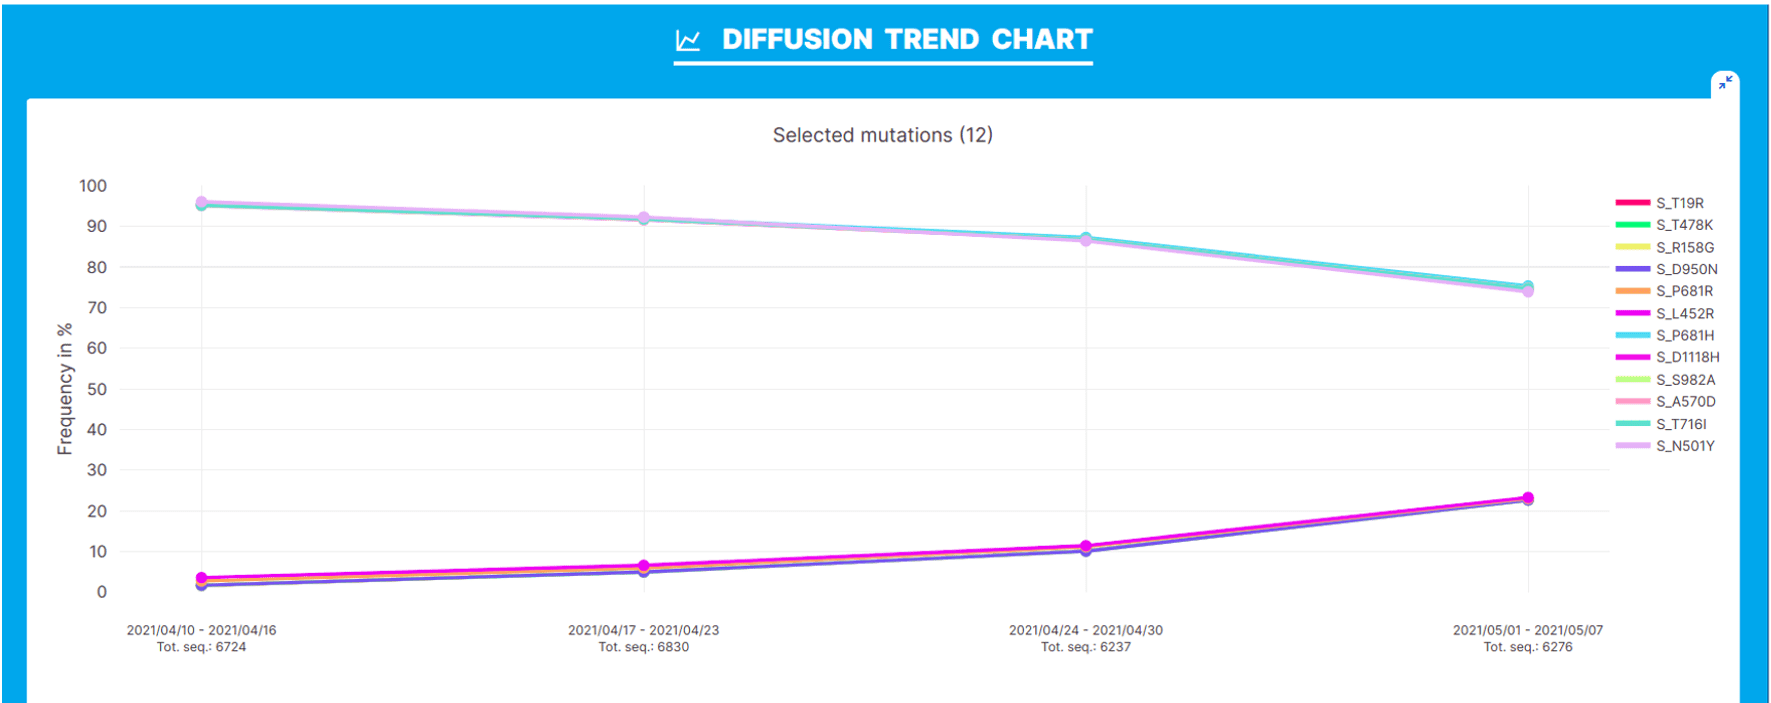 DIFFUSION TREND CHART
Selected mutations (12)
100
90
80
70
60
50
40
30
20
10
0
Frequency in %
2021/04/10 - 2021/04/16
Tot. seq.: 6724
2021/04/17 - 2021/04/23
Tot. seq.: 6830
2021/04/24 - 2021/04/30
Tot. seq.: 6237
2021/05/01 - 2021/05/07
Tot. seq.: 6276
S_T19R
S_T478K
S_R158G
S_D950N
S_P681R
S_L452R
S_P681H
S_D1118H
S_S982A
S_A570D
S_T716I
S_N501Y